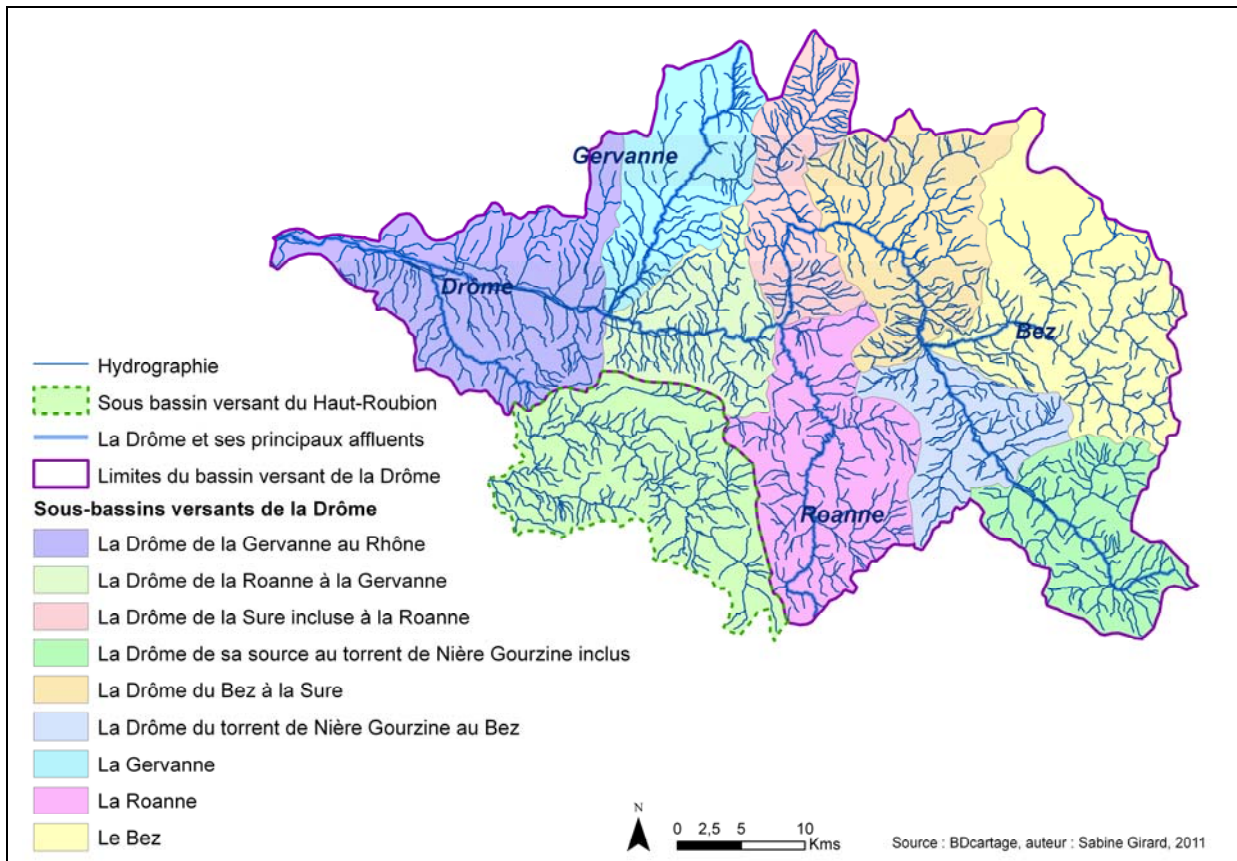 Gervanne
Drôme
Bez
Roanne
Hydrographie
Sous bassin versant du Haut-Roubion
La Drôme et ses principaux affluents
Limites du bassin versant de la Drôme
Sous-bassins versants de la Drôme
La Drôme de la Gervanne au Rhône
La Drôme de la Roanne à la Gervanne
La Drôme de la Sure incluse à la Roanne
La Drôme de sa source au torrent de Nière Gourzine inclus
La Drôme du Bez à la Sure
La Drôme du torrent de Nière Gourzine au Bez
La Gervanne
La Roanne
Le Bez
N
0 2,5 5 10
Kms
Source : BDcartage, auteur : Sabine Girard, 2011